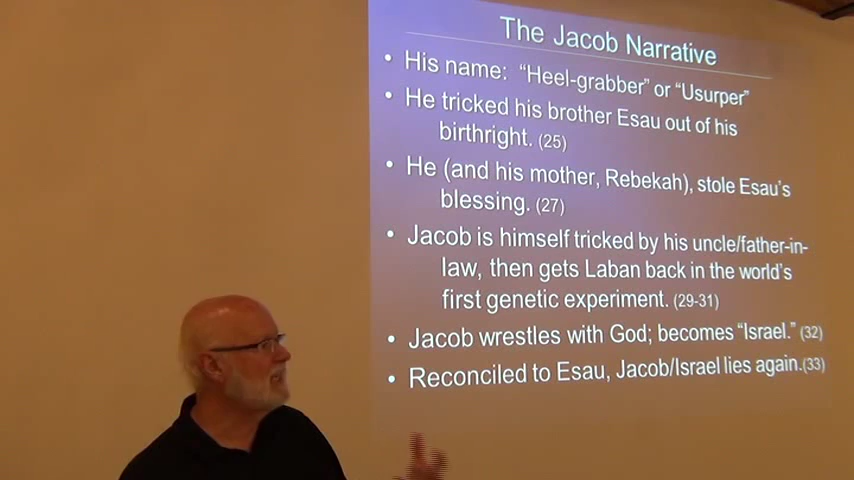 The Jacob Narrative
• His name: “Heel-grabber” or “Usurper”
• He tricked his brother Esau out of his
birthright. (25)
• He (and his mother, Rebekah), stole Esau’s
blessing. (27)
• Jacob is himself tricked by his uncle/father-in-
law, then gets Laban back in the world’s
first genetic experiment. (29-31)
• Jacob wrestles with God; becomes “Israel.” (32)
• Reconciled to Esau, Jacob/Israel lies again.(33)